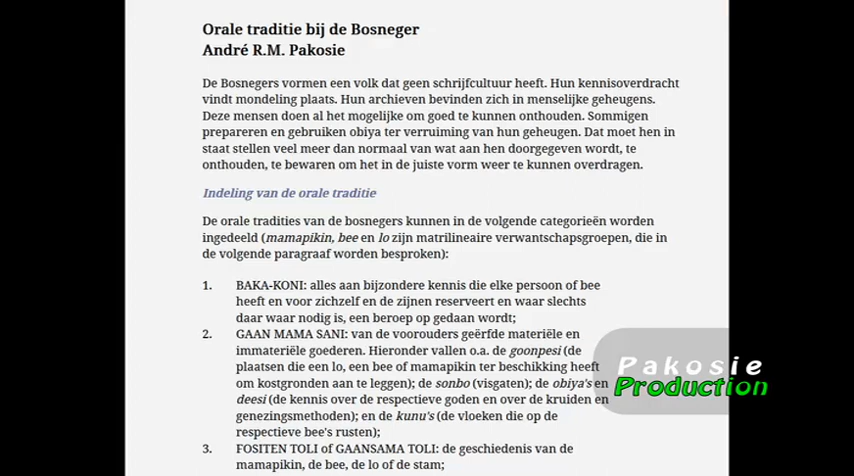 Orale traditie bij de Bosneger
André R.M. Pakosie
De Bosnegers vormen een volk dat geen schrijfcultuur heeft. Hun kennisoverdracht
vindt mondeling plaats. Hun archieven bevinden zich in menselijke geheugens.
Deze mensen doen al het mogelijke om goed te kunnen onthouden. Sommigen
prepareren en gebruiken obiya ter verruiming van hun geheugen. Dat moet hen in
staat stellen veel meer dan normaal van wat aan hen doorgegeven wordt, te
onthouden, te bewaren om het in de juiste vorm weer te kunnen overdragen.
Indeling van de orale traditie
De orale tradities van de bosnegers kunnen in de volgende categorieën worden
ingedeeld (mamapikin, bee en lo zijn matrilineaire verwantschapsgroepen, die in
de volgende paragraaf worden besproken):
1. BAKA-KONI: alles aan bijzondere kennis die elke persoon of bee
heeft en voor zichzelf en de zijnen reserveert en waar slechts
daar waar nodig is, een beroep op gedaan wordt;
2. GAAN MAMA SANI: van de voorouders geërfde materiële en
immateriële goederen. Hieronder vallen o.a. de goonpesi (de
plaatsen die een lo, een bee of mamapikin ter beschikking heeft
om kostgronden aan te leggen); de sonbo (visgaten); de obiya's en
deesi (de kennis over de respectieve goden en over de kruiden en
genezingsmethoden); en de kunu's (de vloeken die op de
respectieve bee's rusten);
3. FOSITEN TOLI of GAANSAMA TOLI: de geschiedenis van de
mamapikin, de bee, de lo of de stam;
Pakosie
Production